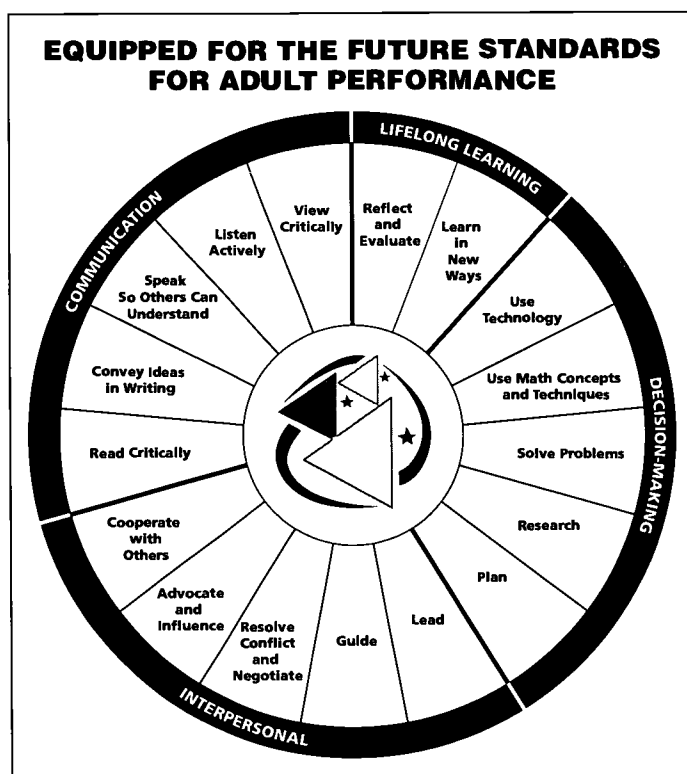 EQUIPPED FOR THE FUTURE STANDARDS
FOR ADULT PERFORMANCE
COMMUNICATION
View
Critically
Listen
Actively
Speak
So Others Can
Understand
Convey Ideas
in Writing
Read Critically
LIFELONG LEARNING
Reflect
and
Evaluate
Learn
in
New
Ways
DECISION-MAKING
Use
Technology
Use Math Concepts
and Techniques
Solve Problems
Research
Plan
INTERPERSONAL
Lead
Guide
Resolve
Conflict
and
Negotiate
Advocate
and
Influence
Cooperate
with
Others